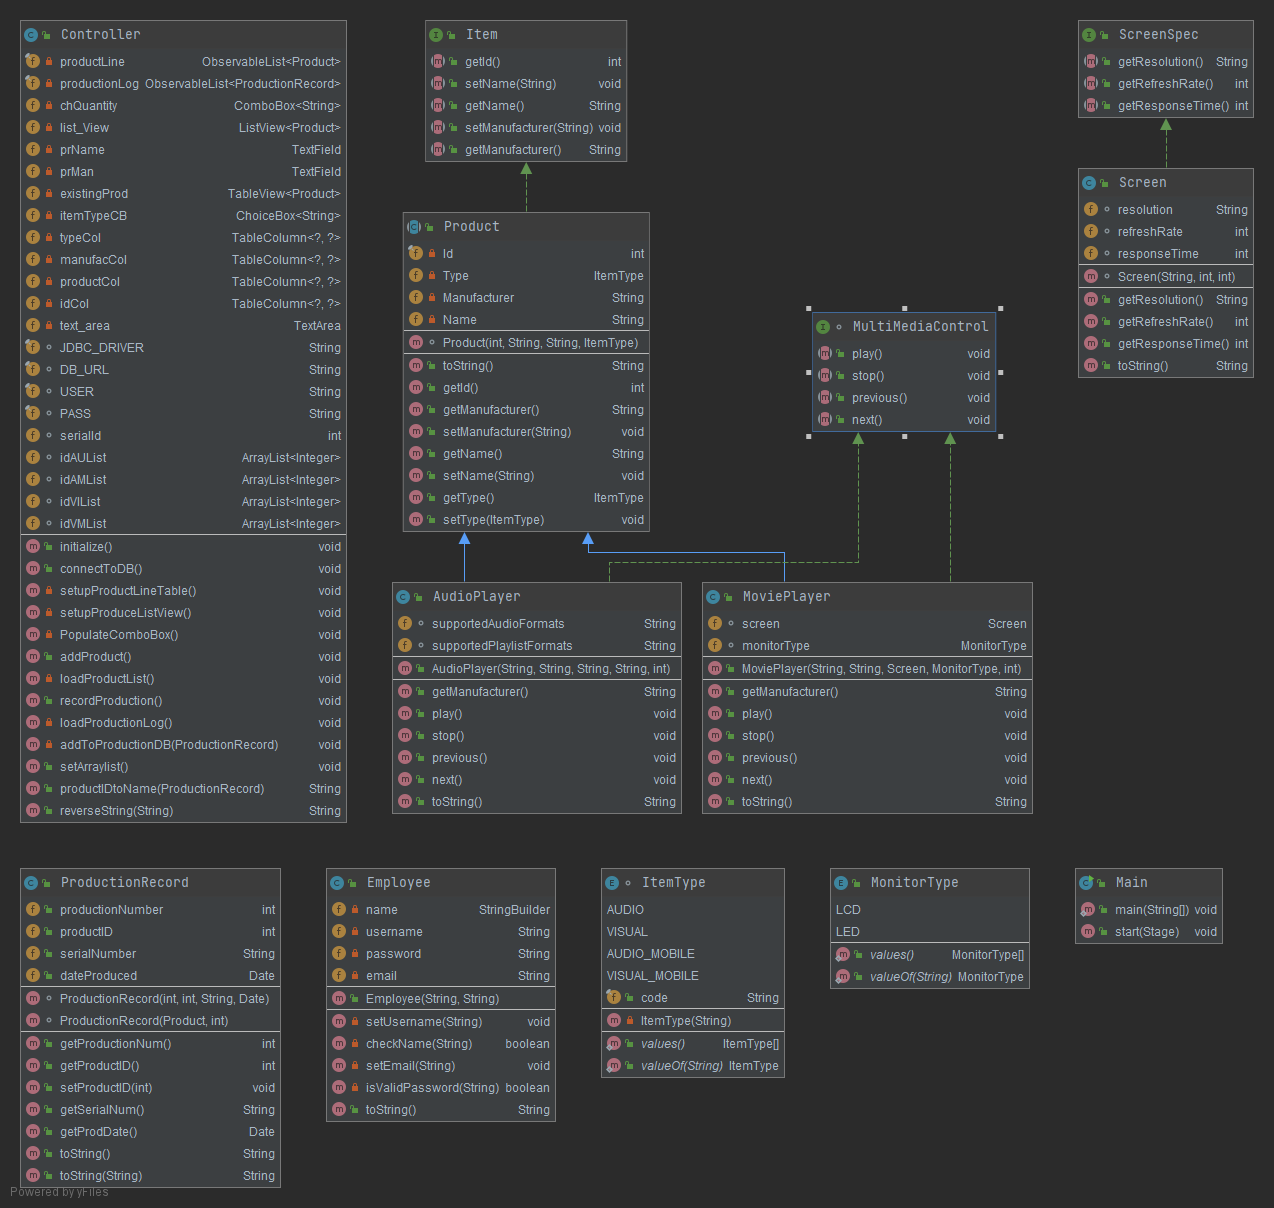 Controller
productLine ObservableList<Product>
productionLog ObservableList<ProductionRecord>
chQuantity ComboBox<String>
list_View ListView<Product>
prName TextField
prMan TextField
existingProd TableView<Product>
itemTypeCB ChoiceBox<String>
typeCol TableColumn<?, ?>
manufacCol TableColumn<?, ?>
productCol TableColumn<?, ?>
idCol TableColumn<?, ?>
text_area TextArea
JDBC_DRIVER String
DB_URL String
USER String
PASS String
serialId int
idAUList ArrayList<Integer>
idAMList ArrayList<Integer>
idVIList ArrayList<Integer>
idVMList ArrayList<Integer>
initialize() void
connectToDB() void
setupProductLineTable() void
setupProduceListView() void
PopulateComboBox() void
addProduct() void
loadProductList() void
recordProduction() void
loadProductionLog() void
addToProductionDB(ProductionRecord) void
setArraylist() void
productIDtoName(ProductionRecord) String
reverseString(String) String
Item
getId() int
setName(String) void
getName() String
setManufacturer(String) void
getManufacturer() String
Product
Id int
Type ItemType
Manufacturer String
Name String
Product(int, String, String, ItemType)
toString() String
getId() int
getManufacturer() String
setManufacturer(String) void
getName() String
setName(String) void
getType() ItemType
setType(ItemType) void
ScreenSpec
getResolution() String
getRefreshRate() int
getResponseTime() int
Screen
resolution String
refreshRate int
responseTime int
Screen(String, int, int)
getResolution() String
getRefreshRate() int
getResponseTime() int
toString() String
MultiMediaControl
play() void
stop() void
previous() void
next() void
AudioPlayer
supportedAudioFormats String
supportedPlaylistFormats String
AudioPlayer(String, String, String, String, int)
getManufacturer() String
play() void
stop() void
previous() void
next() void
toString() String
MoviePlayer
screen Screen
monitorType MonitorType
MoviePlayer(String, String, Screen, MonitorType, int)
getManufacturer() String
play() void
stop() void
previous() void
next() void
toString() String
ProductionRecord
productionNumber int
productID int
serialNumber String
dateProduced Date
ProductionRecord(int, int, String, Date)
ProductionRecord(Product, int)
getProductionNum() int
getProductID() int
setProductID(int) void
getSerialNum() String
getProdDate() Date
toString() String
toString(String) String
Employee
name StringBuilder
username String
password String
email String
Employee(String, String)
setUsername(String) void
checkName(String) boolean
setEmail(String) void
isValidPassword(String) boolean
toString() String
ItemType
AUDIO
VISUAL
AUDIO_MOBILE
VISUAL_MOBILE
code String
ItemType(String)
values() ItemType[]
valueOf(String) ItemType
MonitorType
LCD
LED
values() MonitorType[]
valueOf(String) MonitorType
Main
main(String[]) void
start(Stage) void
Powered by yFiles